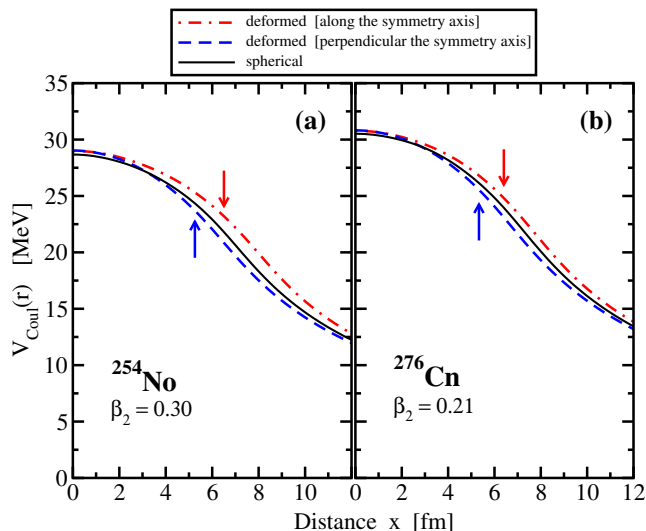 deformed [along the symmetry axis]
deformed [perpendicular the symmetry axis]
spherical
35
30
25
20
15
10
5
0
V_Coul(r) [MeV]
(a)
²⁵⁴No
β₂ = 0.30
0 2 4 6 8 10
(b)
²⁷⁶Cn
β₂ = 0.21
0 2 4 6 8 10 12
Distance x [fm]